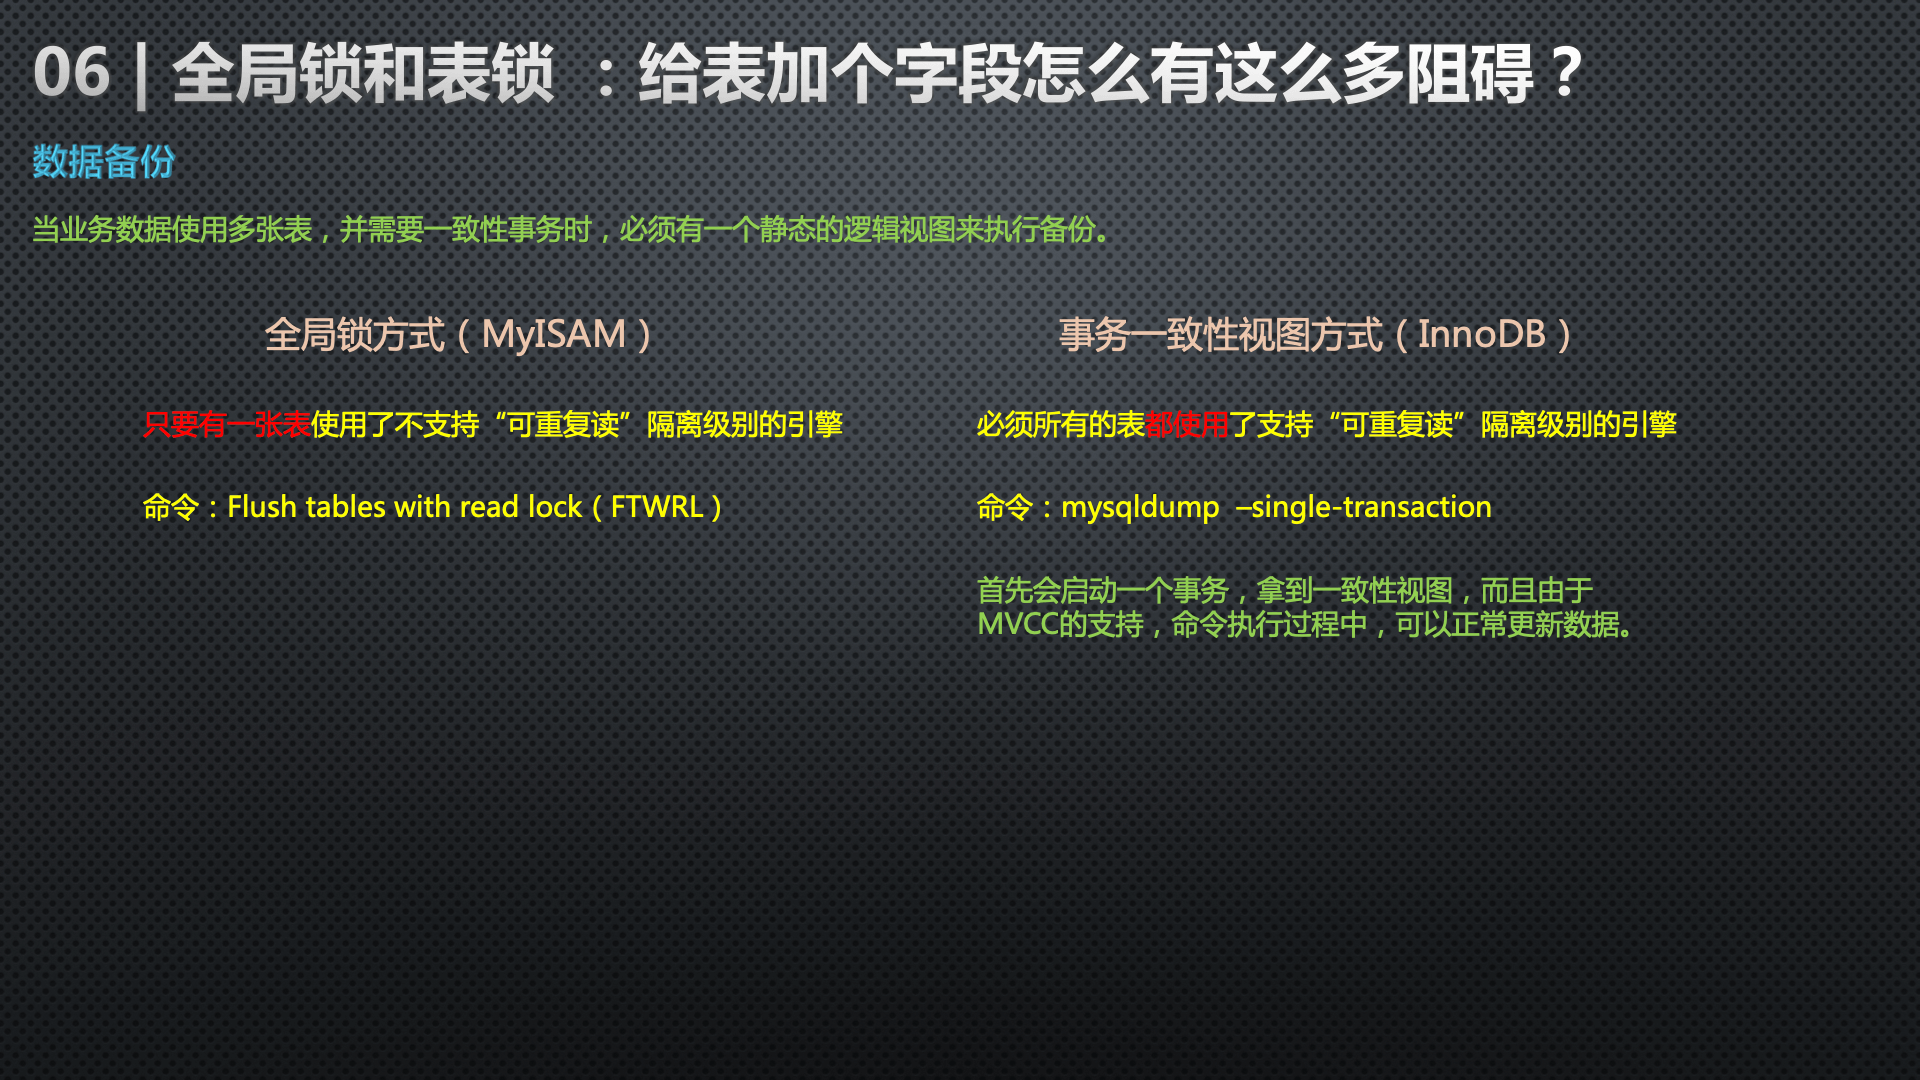 06 | 全局锁和表锁 ：给表加个字段怎么有这么多阻碍？
数据备份
当业务数据使用多张表，并需要一致性事务时，必须有一个静态的逻辑视图来执行备份。
全局锁方式（MyISAM）
只要有一张表使用了不支持“可重复读”隔离级别的引擎
命令：Flush tables with read lock（FTWRL）
事务一致性视图方式（InnoDB）
必须所有的表都使用了支持“可重复读”隔离级别的引擎
命令：mysqldump –single-transaction
首先会启动一个事务，拿到一致性视图，而且由于
MVCC的支持，命令执行过程中，可以正常更新数据。